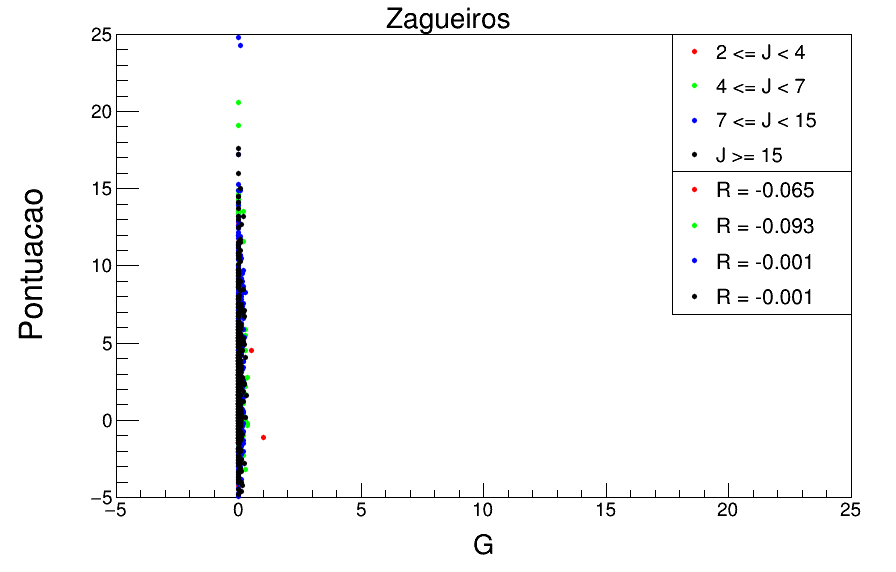 Zagueiros
25
20
15
10
5
0
−5
Pontuacao
2 <= J < 4
4 <= J < 7
7 <= J < 15
J >= 15
R = -0.065
R = -0.093
R = -0.001
R = -0.001
−5 0 5 10 15 20 25
G